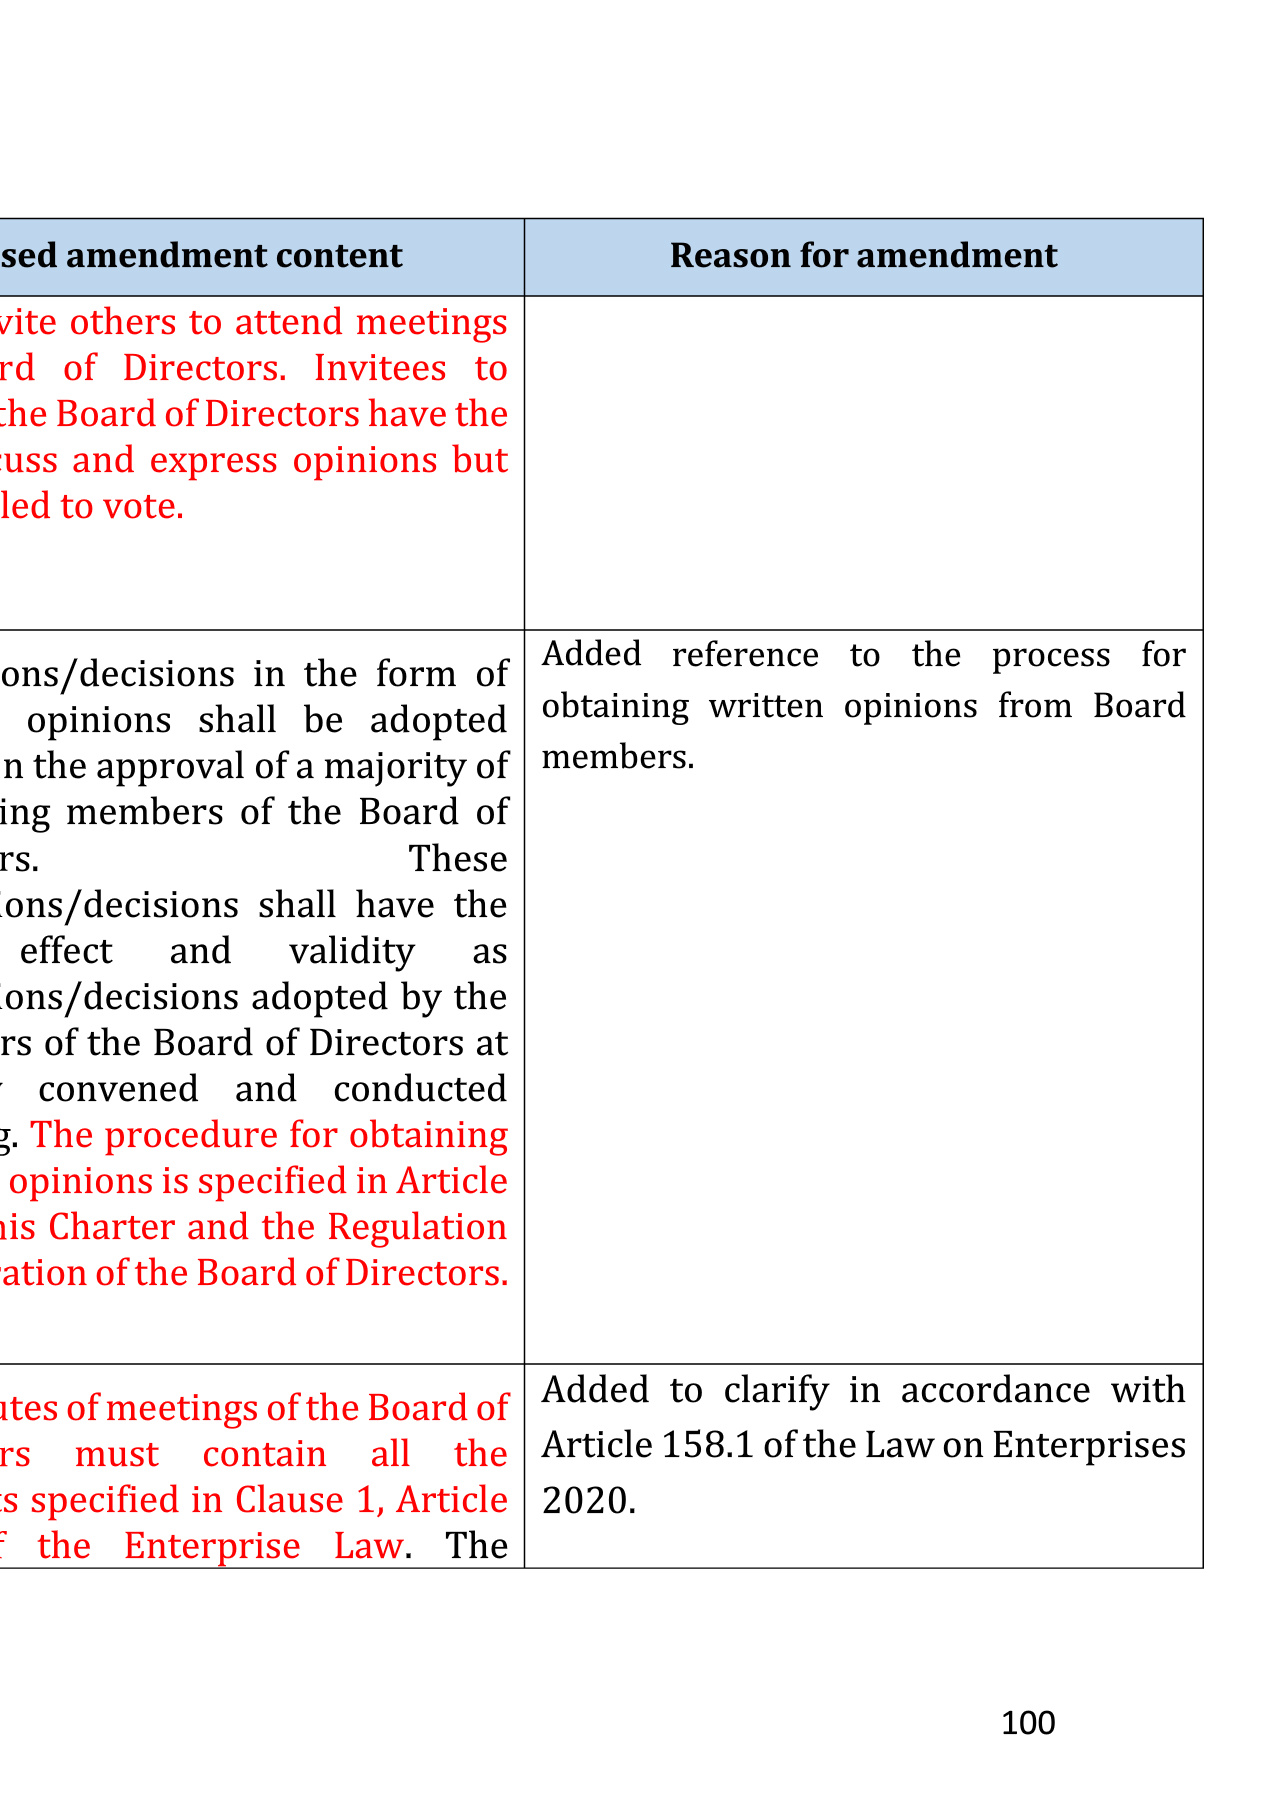 sed amendment content
Reason for amendment
vite others to attend meetings
rd of Directors. Invitees to
the Board of Directors have the
cuss and express opinions but
led to vote.
ons/decisions in the form of
opinions shall be adopted
n the approval of a majority of
ing members of the Board of
rs. These
ions/decisions shall have the
effect and validity as
ions/decisions adopted by the
rs of the Board of Directors at
convened and conducted
g. The procedure for obtaining
opinions is specified in Article
his Charter and the Regulation
ration of the Board of Directors.
Added reference to the process for
obtaining written opinions from Board
members.
utes of meetings of the Board of
rs must contain all the
ts specified in Clause 1, Article
f the Enterprise Law. The
Added to clarify in accordance with
Article 158.1 of the Law on Enterprises
2020.
100